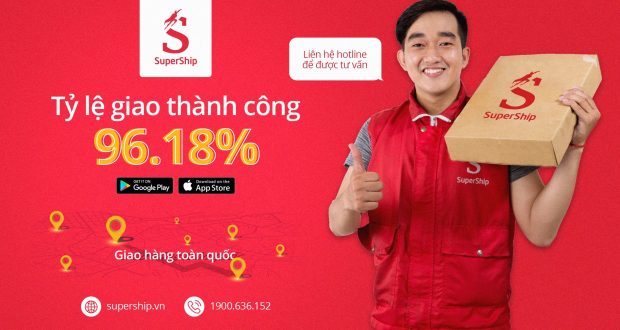 SuperShip
Liên hệ hotline
để được tư vấn
Tỷ lệ giao thành công
96.18%
GET IT ON
Google Play
Download on the
App Store
SuperShip
SuperShip
Giao hàng toàn quốc
supership.vn
1900.636.152